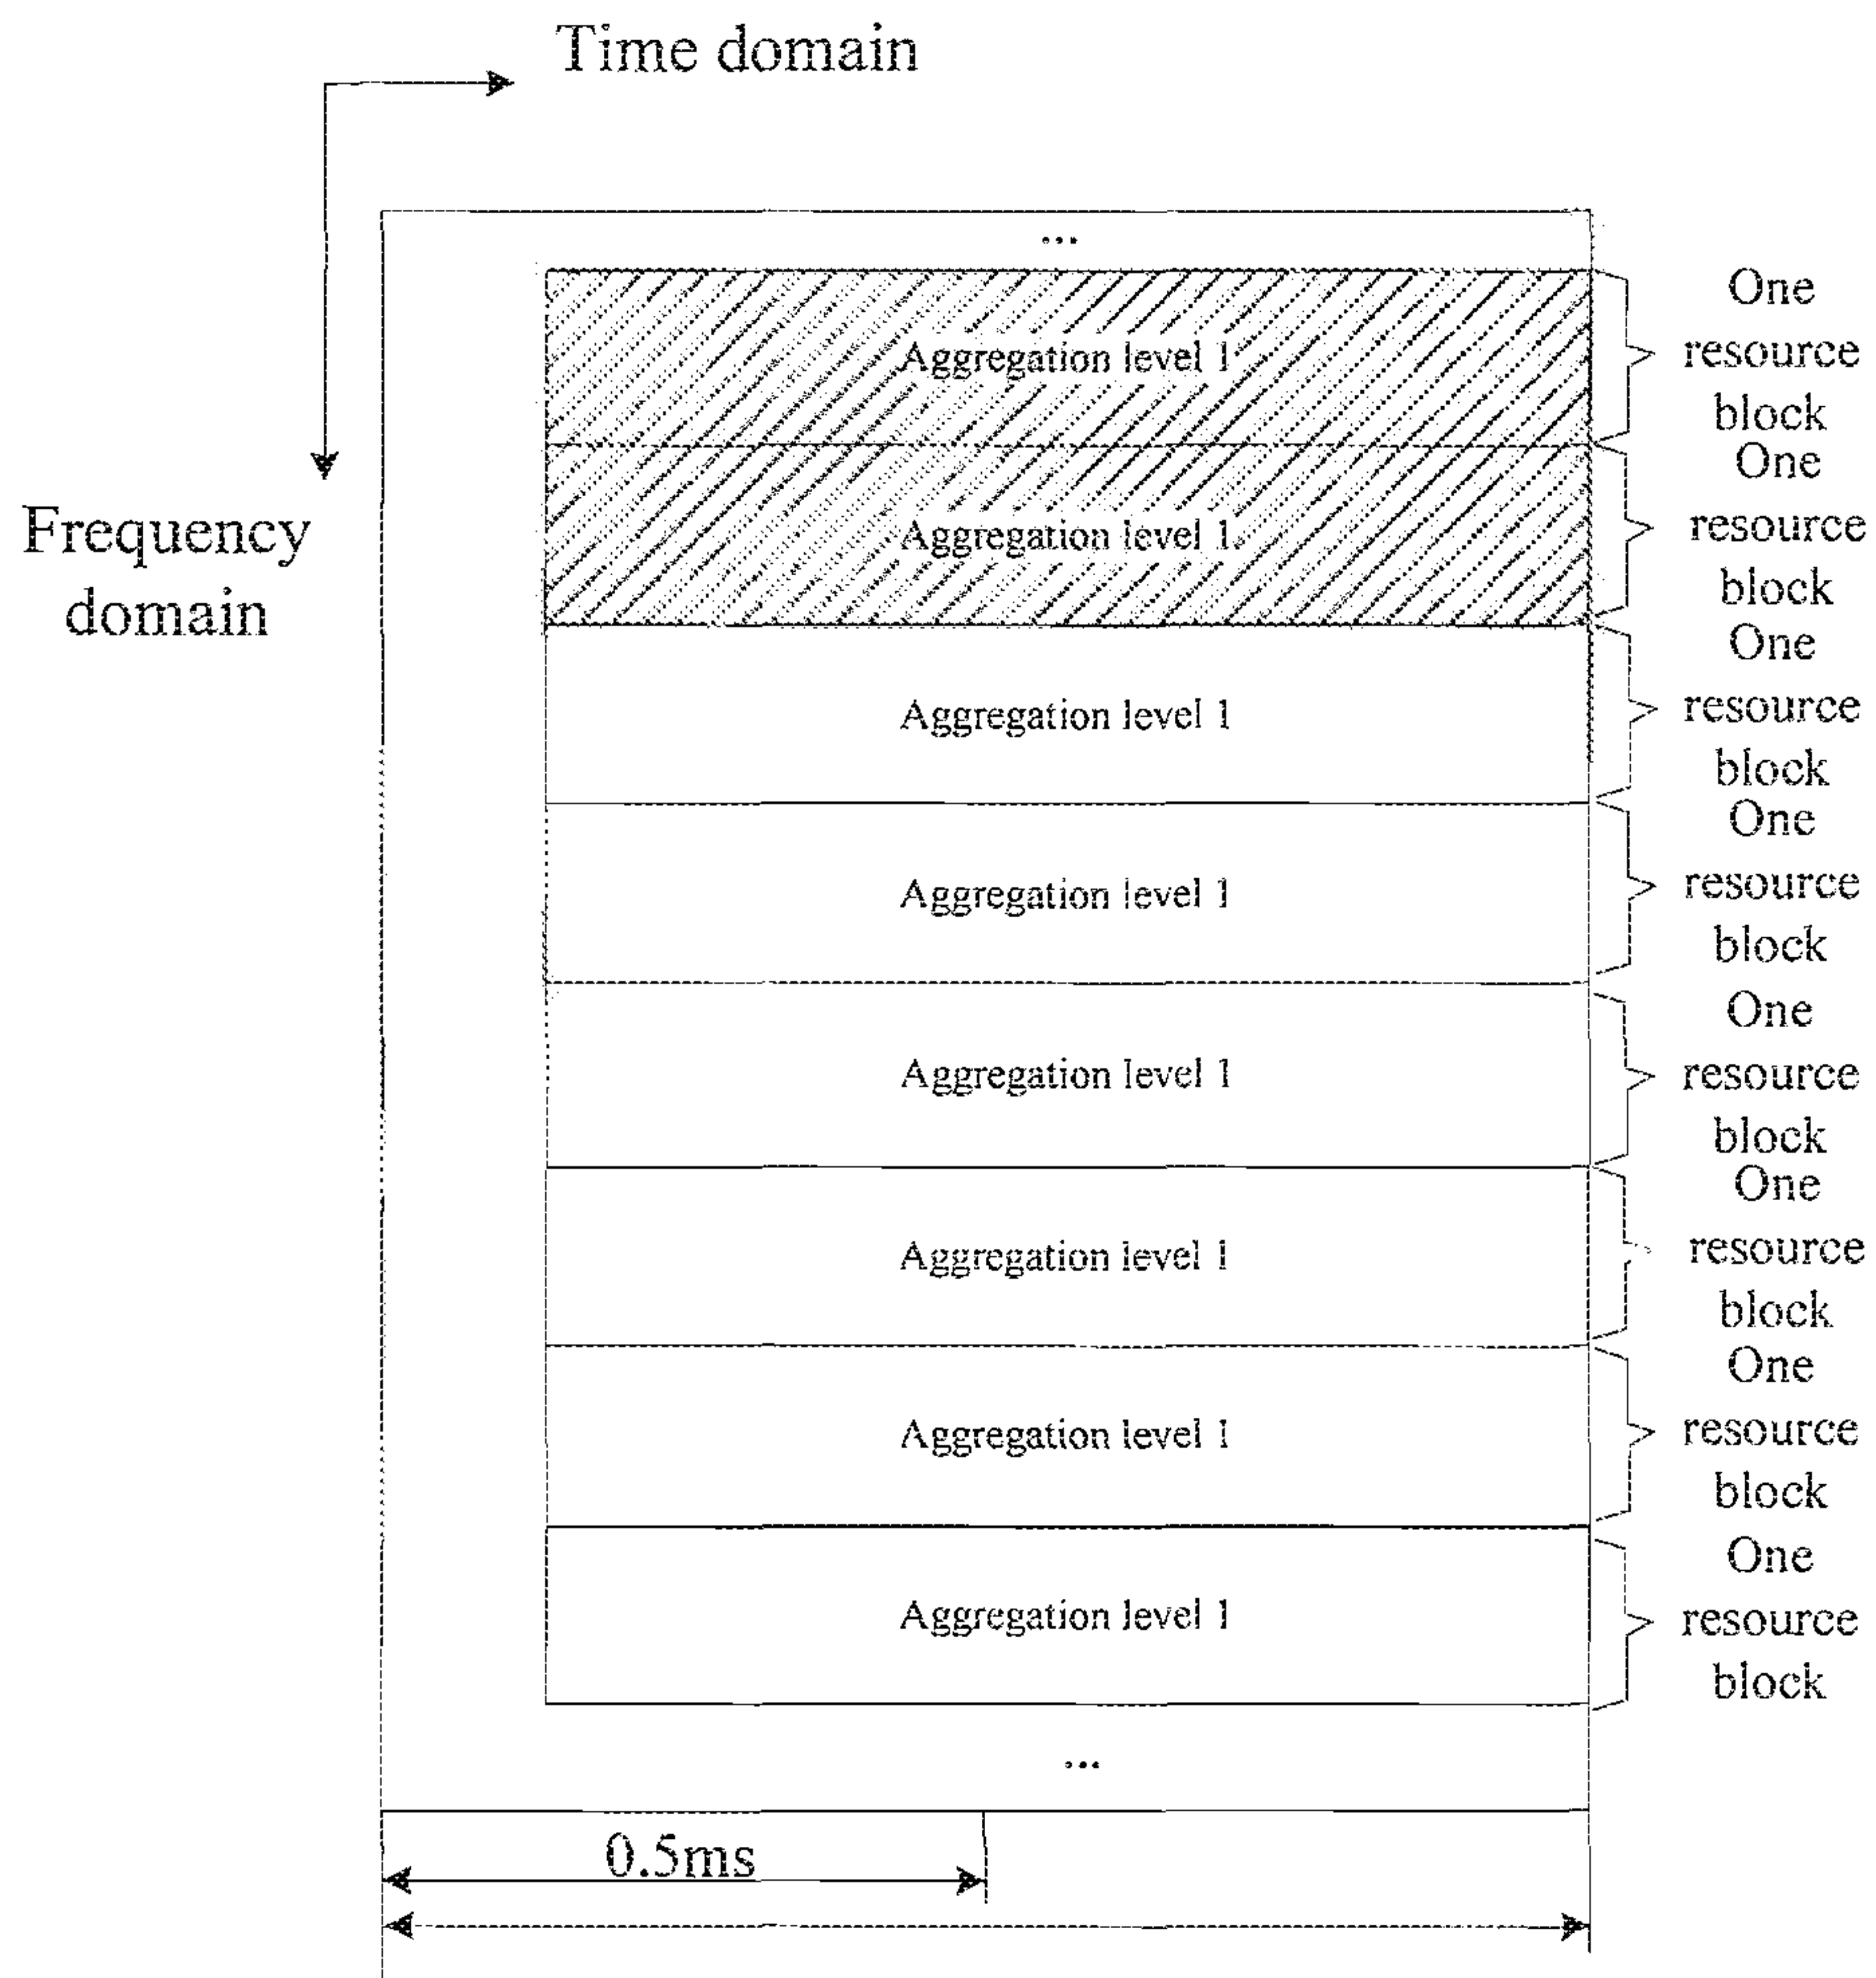 Time domain
Frequency
domain
...
Aggregation level 1
One
resource
block
Aggregation level 1
One
resource
block
Aggregation level 1
One
resource
block
Aggregation level 1
One
resource
block
Aggregation level 1
One
resource
block
Aggregation level 1
One
resource
block
Aggregation level 1
One
resource
block
Aggregation level 1
One
resource
block
...
0.5ms